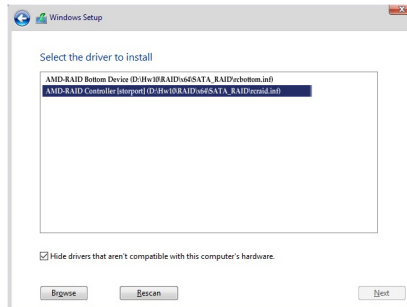 Windows Setup
Select the driver to install
AMD-RAID Bottom Device (D:\Hw10\RAID\x64\SATA_RAID\rcbottom.inf)
AMD-RAID Controller [storport] (D:\Hw10\RAID\x64\SATA_RAID\rcraid.inf)
Hide drivers that aren't compatible with this computer's hardware.
Browse
Rescan
Next